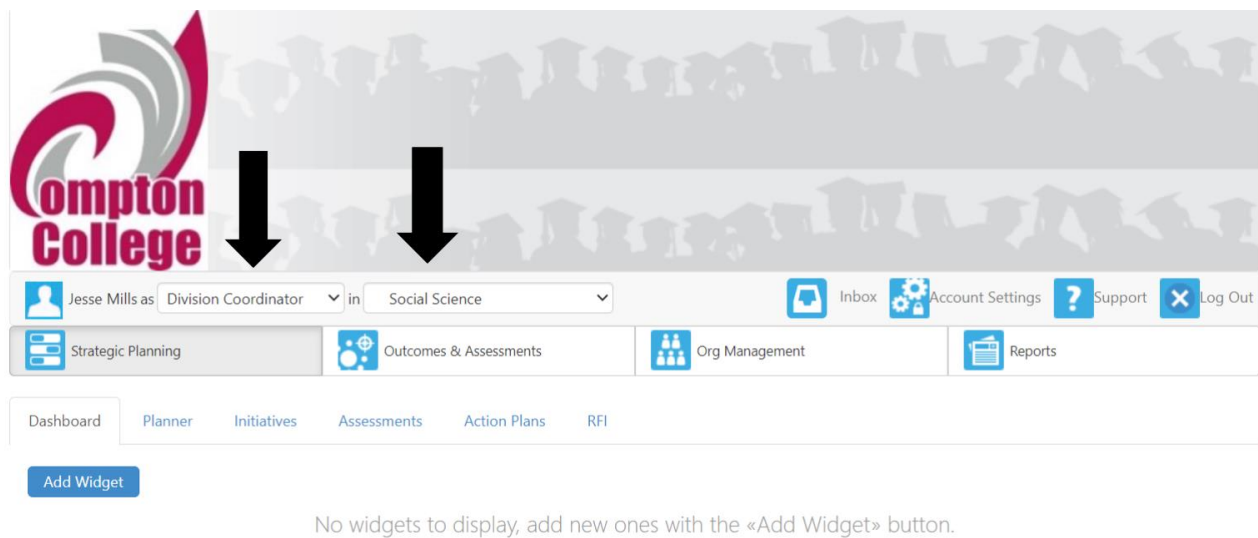 Compton
College
Jesse Mills as Division Coordinator in Social Science Inbox Account Settings ? Support Log Out
Strategic Planning Outcomes & Assessments Org Management Reports
Dashboard Planner Initiatives Assessments Action Plans RFI
Add Widget
No widgets to display, add new ones with the «Add Widget» button.